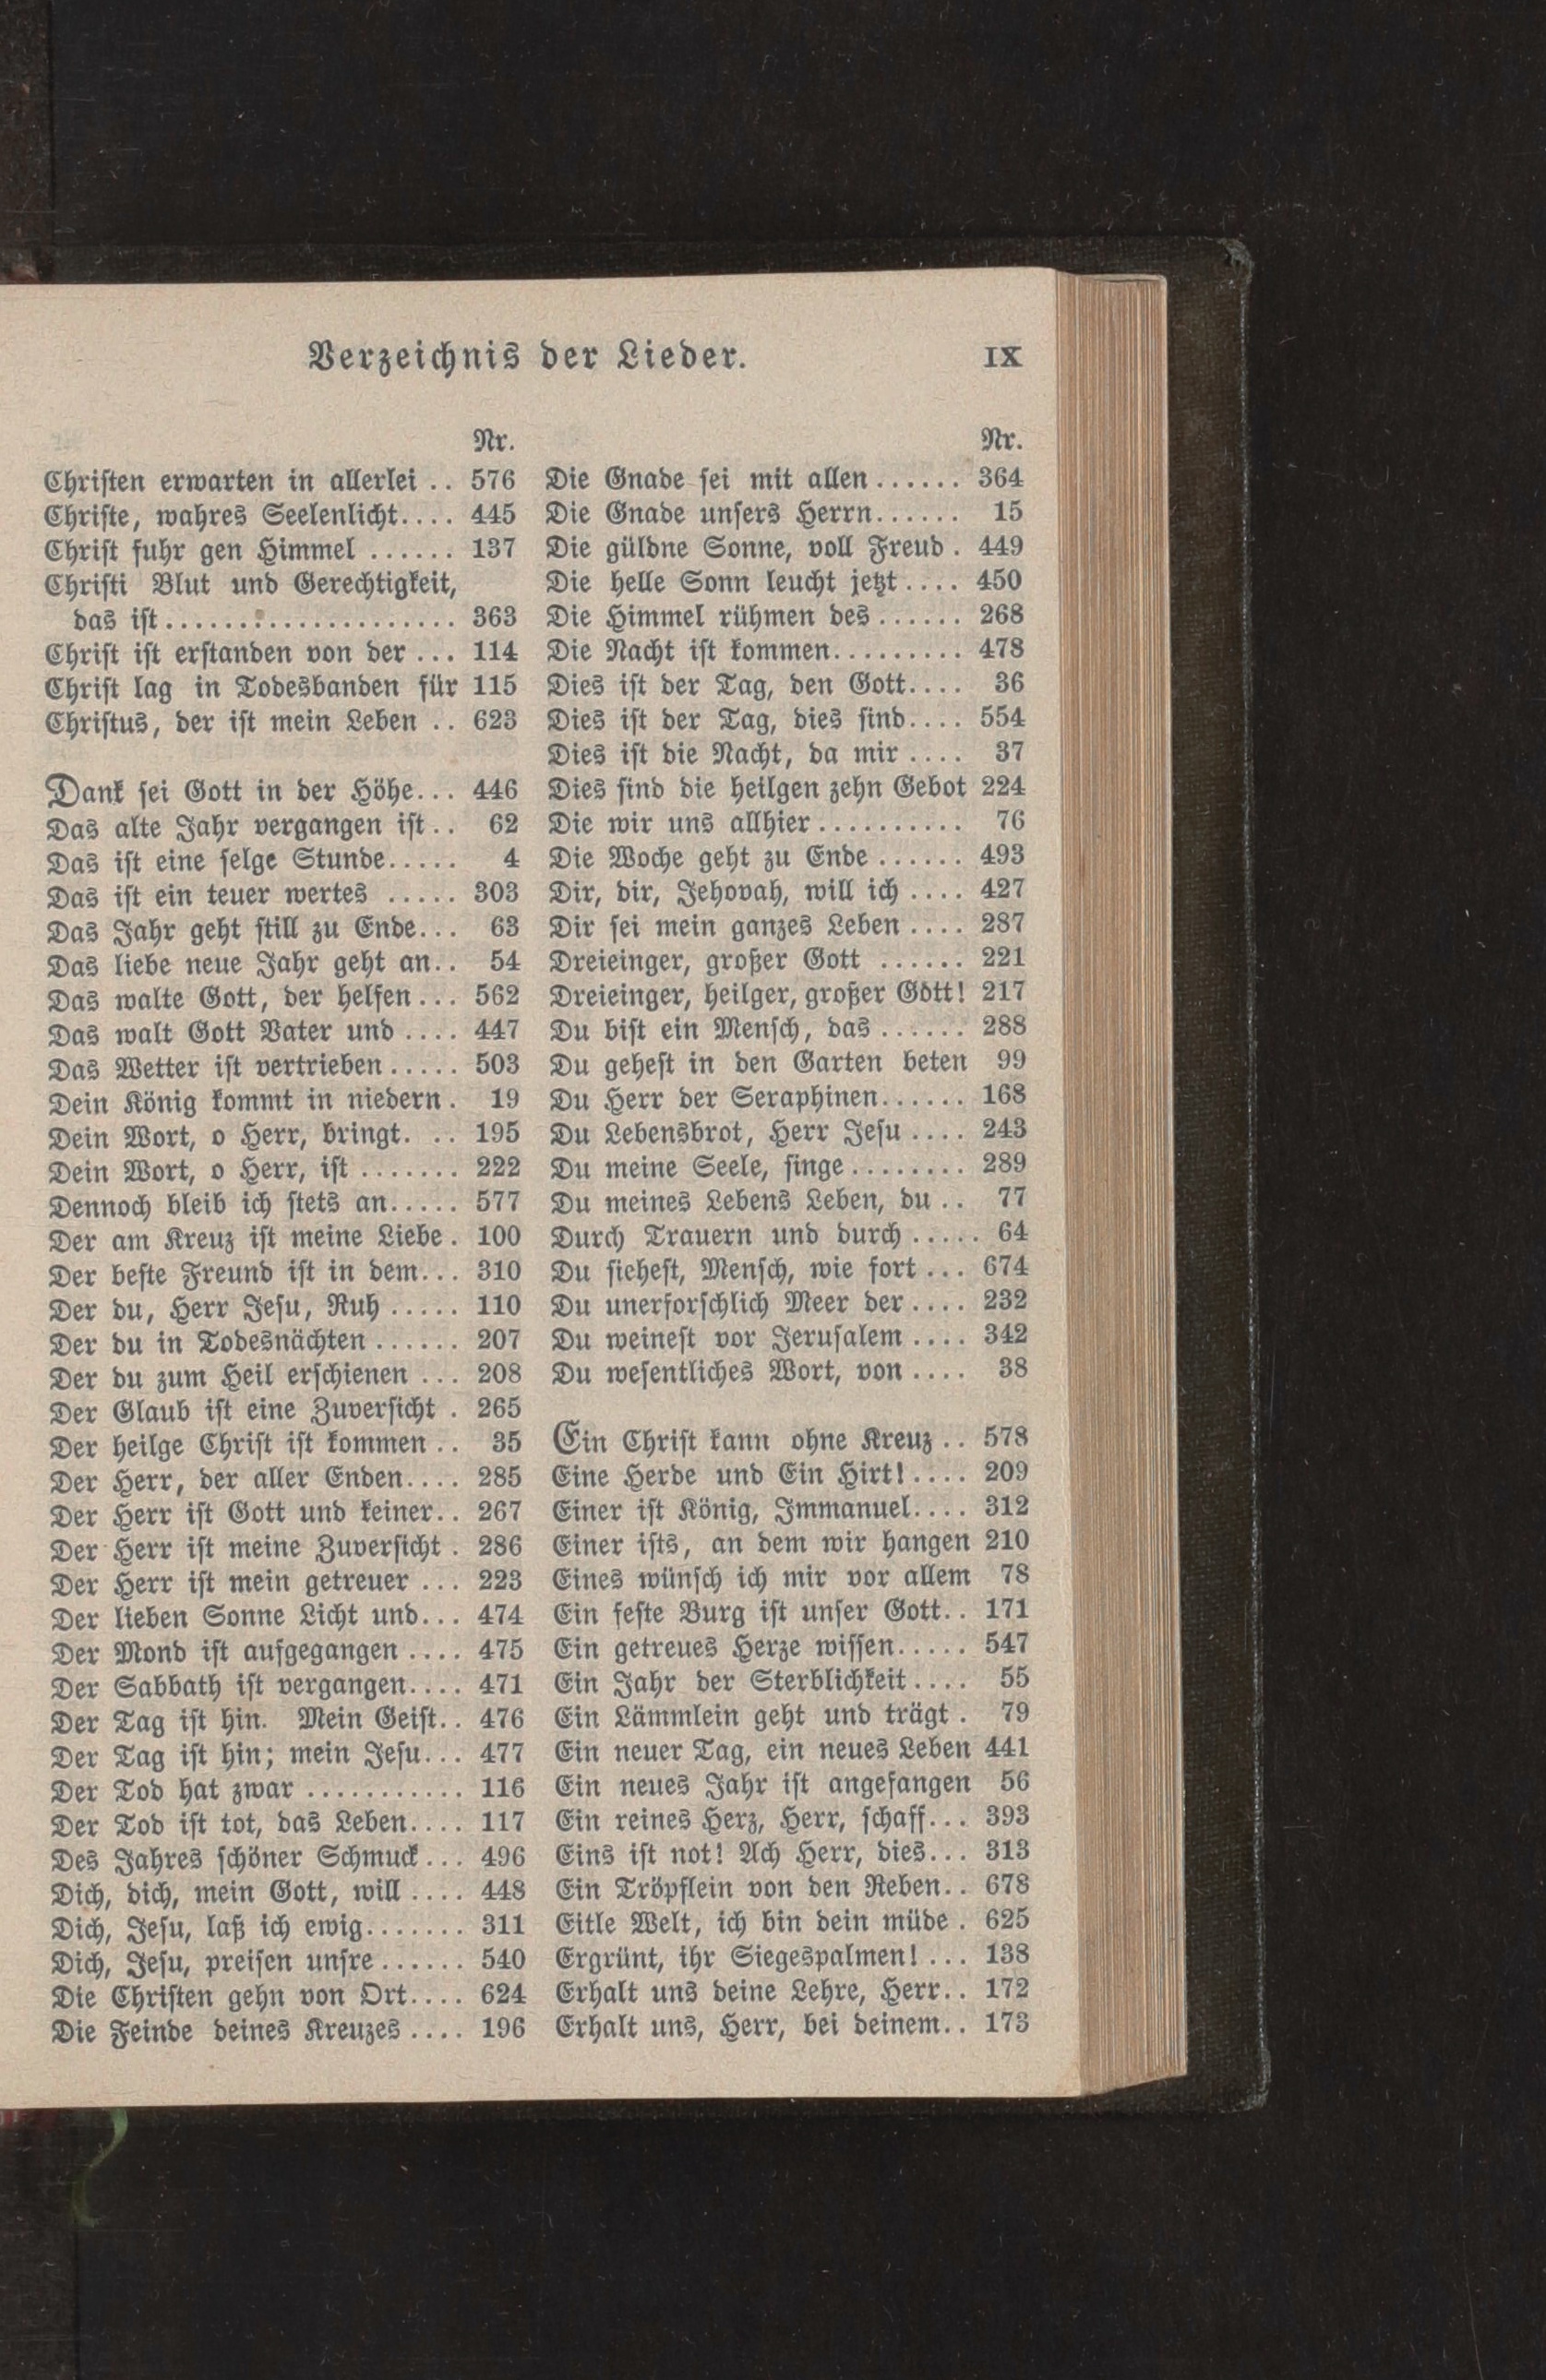 Verzeichnis der Lieder. IX
Nr.
Christen erwarten in allerlei .. 576
Christe, wahres Seelenlicht.... 445
Christ fuhr gen Himmel ...... 137
Christi Blut und Gerechtigkeit,
das ist.................... 363
Christ ist erstanden von der ... 114
Christ lag in Todesbanden für 115
Christus, der ist mein Leben .. 623
Dank sei Gott in der Höhe... 446
Das alte Jahr vergangen ist.. 62
Das ist eine selge Stunde..... 4
Das ist ein teuer wertes ..... 303
Das Jahr geht still zu Ende... 63
Das liebe neue Jahr geht an.. 54
Das walte Gott, der helfen... 562
Das walt Gott Vater und .... 447
Das Wetter ist vertrieben..... 503
Dein König kommt in niedern. 19
Dein Wort, o Herr, bringt. .. 195
Dein Wort, o Herr, ist....... 222
Dennoch bleib ich stets an..... 577
Der am Kreuz ist meine Liebe. 100
Der beste Freund ist in dem... 310
Der du, Herr Jesu, Ruh ..... 110
Der du in Todesnächten ...... 207
Der du zum Heil erschienen ... 208
Der Glaub ist eine Zuversicht . 265
Der heilge Christ ist kommen .. 35
Der Herr, der aller Enden.... 285
Der Herr ist Gott und keiner.. 267
Der Herr ist meine Zuversicht . 286
Der Herr ist mein getreuer ... 223
Der lieben Sonne Licht und... 474
Der Mond ist aufgegangen .... 475
Der Sabbath ist vergangen.... 471
Der Tag ist hin. Mein Geist.. 476
Der Tag ist hin; mein Jesu... 477
Der Tod hat zwar ........... 116
Der Tod ist tot, das Leben.... 117
Des Jahres schöner Schmuck... 496
Dich, dich, mein Gott, will .... 448
Dich, Jesu, laß ich ewig....... 311
Dich, Jesu, preisen unsre...... 540
Die Christen gehn von Ort.... 624
Die Feinde deines Kreuzes.... 196
Nr.
Die Gnade sei mit allen...... 364
Die Gnade unsers Herrn...... 15
Die güldne Sonne, voll Freud . 449
Die helle Sonn leucht jetzt.... 450
Die Himmel rühmen des...... 268
Die Nacht ist kommen......... 478
Dies ist der Tag, den Gott.... 36
Dies ist der Tag, dies sind.... 554
Dies ist die Nacht, da mir .... 37
Dies sind die heilgen zehn Gebot 224
Die wir uns allhier.......... 76
Die Woche geht zu Ende...... 493
Dir, dir, Jehovah, will ich .... 427
Dir sei mein ganzes Leben .... 287
Dreieinger, großer Gott ...... 221
Dreieinger, heilger, großer Gott! 217
Du bist ein Mensch, das...... 288
Du gehest in den Garten beten 99
Du Herr der Seraphinen...... 168
Du Lebensbrot, Herr Jesu.... 243
Du meine Seele, singe........ 289
Du meines Lebens Leben, du.. 77
Durch Trauern und durch..... 64
Du siehest, Mensch, wie fort... 674
Du unerforschlich Meer der.... 232
Du weinest vor Jerusalem.... 342
Du wesentliches Wort, von.... 38
Ein Christ kann ohne Kreuz.. 578
Eine Herde und Ein Hirt!.... 209
Einer ist König, Immanuel.... 312
Einer ists, an dem wir hangen 210
Eines wünsch ich mir vor allem 78
Ein feste Burg ist unser Gott.. 171
Ein getreues Herze wissen..... 547
Ein Jahr der Sterblichkeit.... 55
Ein Lämmlein geht und trägt . 79
Ein neuer Tag, ein neues Leben 441
Ein neues Jahr ist angefangen 56
Ein reines Herz, Herr, schaff... 393
Eins ist not! Ach Herr, dies... 313
Ein Tröpflein von den Reben.. 678
Eitle Welt, ich bin dein müde . 625
Ergrünt, ihr Siegespalmen! ... 138
Erhalt uns deine Lehre, Herr.. 172
Erhalt uns, Herr, bei deinem.. 173